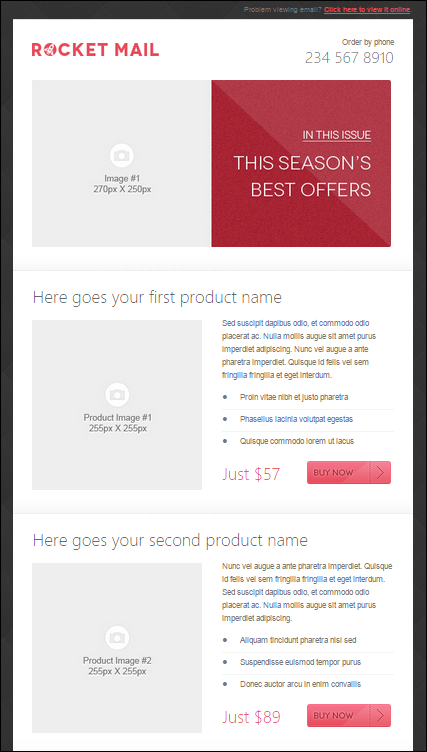 Problem viewing email? Click here to view it online.
ROCKET MAIL
Order by phone
234 567 8910
Image #1
270px X 250px
IN THIS ISSUE
THIS SEASON'S
BEST OFFERS
Here goes your first product name
Product Image #1
255px X 255px
Sed suscipit dapibus odio, et commodo odio
placerat ac. Nulla mollis augue sit amet purus
imperdiet adipiscing. Nunc vel augue a ante
pharetra imperdiet. Quisque id felis vel sem
fringilla fringilla et eget interdum.
Proin vitae nibh et justo pharetra
Phasellus lacinia volutpat egestas
Quisque commodo lorem ut lacus
Just $57
BUY NOW
Here goes your second product name
Product Image #2
255px X 255px
Nunc vel augue a ante pharetra imperdiet. Quisque
id felis vel sem fringilla fringilla et eget interdum.
Sed suscipit dapibus odio, et commodo odio
placerat ac. Nulla mollis augue sit amet purus
imperdiet adipiscing.
Aliquam tincidunt pharetra nisl sed
Suspendisse euismod tempor purus
Donec auctor arcu in enim convallis
Just $89
BUY NOW